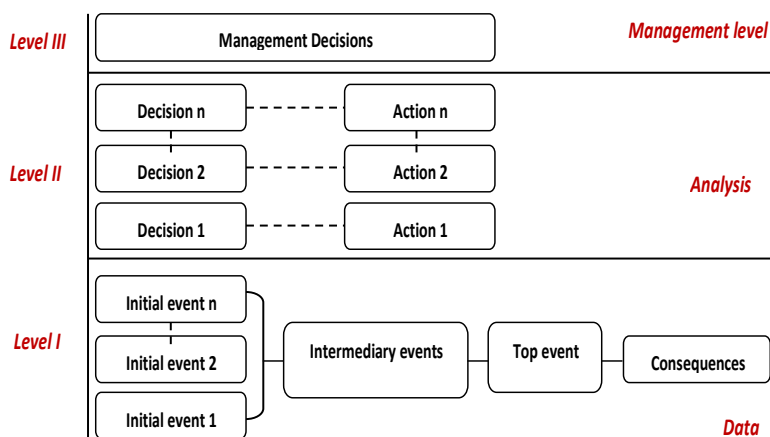 Level III
Management Decisions
Management level
Decision n
Action n
Level II
Decision 2
Action 2
Analysis
Decision 1
Action 1
Initial event n
Level I
Initial event 2
Intermediary events
Top event
Consequences
Initial event 1
Data